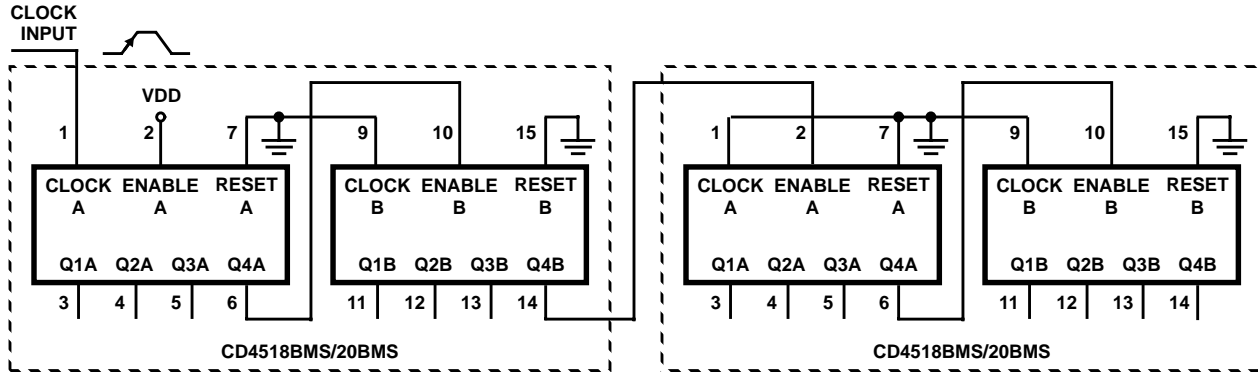 CLOCK
INPUT
VDD
1 2 7 9 10 15 1 2 7 9 10 15
CLOCK ENABLE RESET CLOCK ENABLE RESET CLOCK ENABLE RESET CLOCK ENABLE RESET
A A A B B B A A A B B B
Q1A Q2A Q3A Q4A Q1B Q2B Q3B Q4B Q1A Q2A Q3A Q4A Q1B Q2B Q3B Q4B
3 4 5 6 11 12 13 14 3 4 5 6 11 12 13 14
CD4518BMS/20BMS CD4518BMS/20BMS